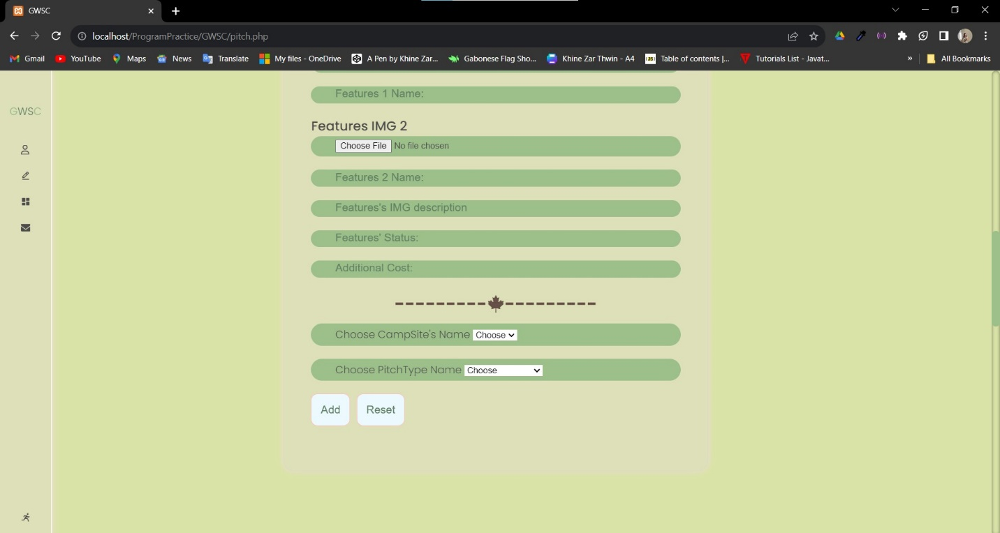 GWSC
localhost/ProgramPractice/GWSC/pitch.php
Gmail YouTube Maps News Translate My files - OneDrive A Pen by Khine Zar... Gabonese Flag Sho... Khine Zar Thwin - A4 Table of contents |... Tutorials List - Javat... » All Bookmarks
GWSC
Features 1 Name:
Features IMG 2
Choose File No file chosen
Features 2 Name:
Features's IMG description
Features' Status:
Additional Cost:
Choose CampSite's Name Choose
Choose PitchType Name Choose
Add Reset